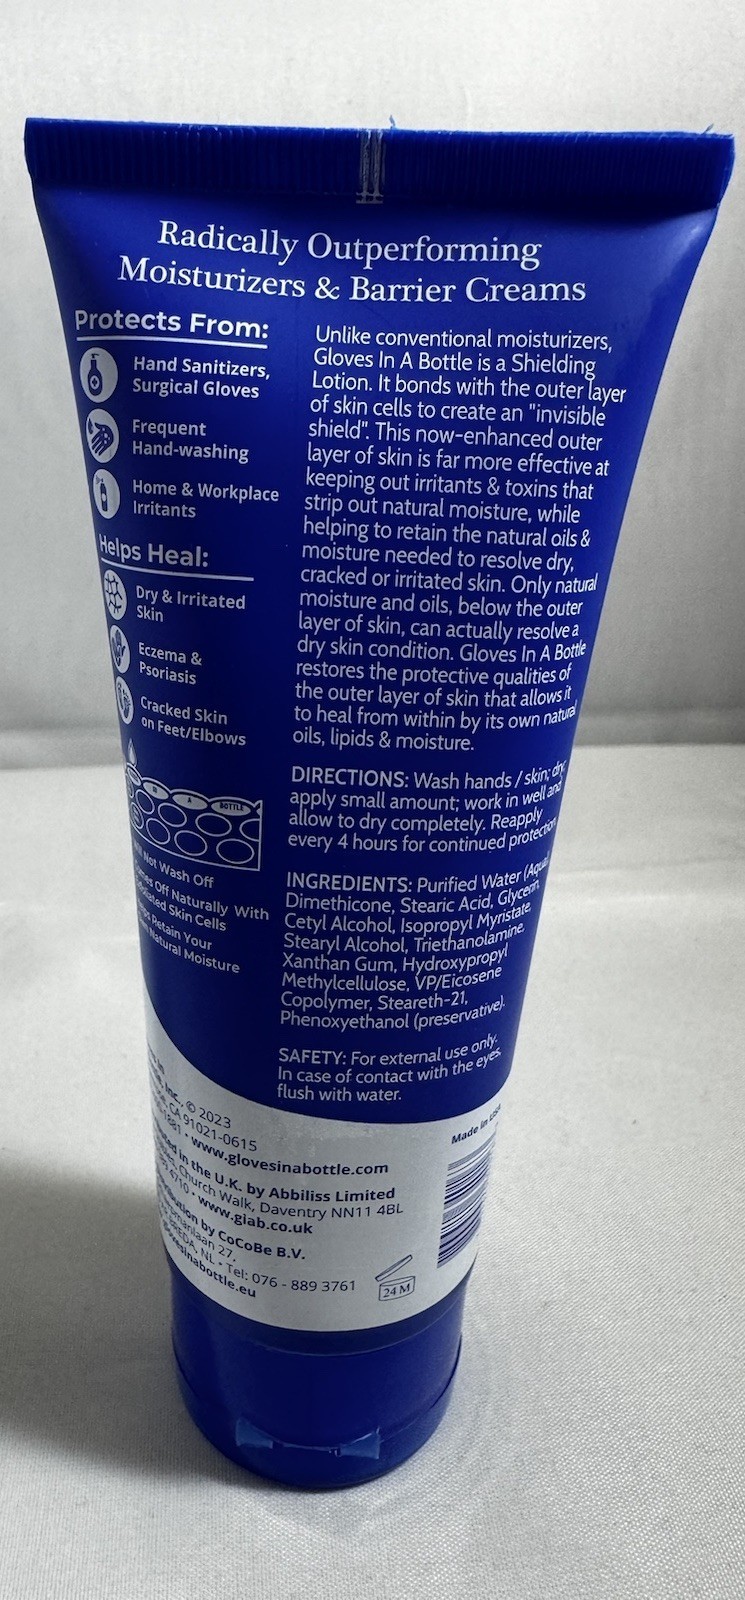 Radically Outperforming
Moisturizers & Barrier Creams
Protects From:
Hand Sanitizers,
Surgical Gloves
Frequent
Hand-washing
Home & Workplace
Irritants
Helps Heal:
Dry & Irritated
Skin
Eczema &
Psoriasis
Cracked Skin
on Feet/Elbows
A BOTTLE
Not Wash Off
Off Naturally With
Skin Cells
Retain Your
Natural Moisture
Unlike conventional moisturizers,
Gloves In A Bottle is a Shielding
Lotion. It bonds with the outer layer
of skin cells to create an "invisible
shield". This now-enhanced outer
layer of skin is far more effective at
keeping out irritants & toxins that
strip out natural moisture, while
helping to retain the natural oils &
moisture needed to resolve dry,
cracked or irritated skin. Only natural
moisture and oils, below the outer
layer of skin, can actually resolve a
dry skin condition. Gloves In A Bottle
restores the protective qualities of
the outer layer of skin that allows it
to heal from within by its own natural
oils, lipids & moisture.
DIRECTIONS: Wash hands / skin; dry;
apply small amount; work in well and
allow to dry completely. Reapply
every 4 hours for continued protection.
INGREDIENTS: Purified Water (Aqua),
Dimethicone, Stearic Acid, Glycerin,
Cetyl Alcohol, Isopropyl Myristate,
Stearyl Alcohol, Triethanolamine,
Xanthan Gum, Hydroxypropyl
Methylcellulose, VP/Eicosene
Copolymer, Steareth-21,
Phenoxyethanol (preservative).
SAFETY: For external use only.
In case of contact with the eyes,
flush with water.
Inc., © 2023
CA 91021-0615
1881 • www.glovesinabottle.com
in the U.K. by Abbiliss Limited
Church Walk, Daventry NN11 4BL
4710 • www.giab.co.uk
by CoCoBe B.V.
27,
BREDA, NL • Tel: 076 - 889 3761
Made in USA
24 M